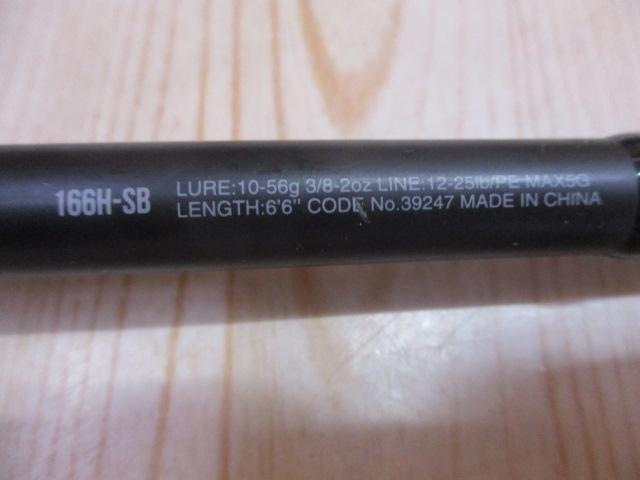 166H-SB
LURE:10-56g 3/8-2oz LINE:12-25lb/PE MAX5G
LENGTH:6'6" CODE No.39247 MADE IN CHINA